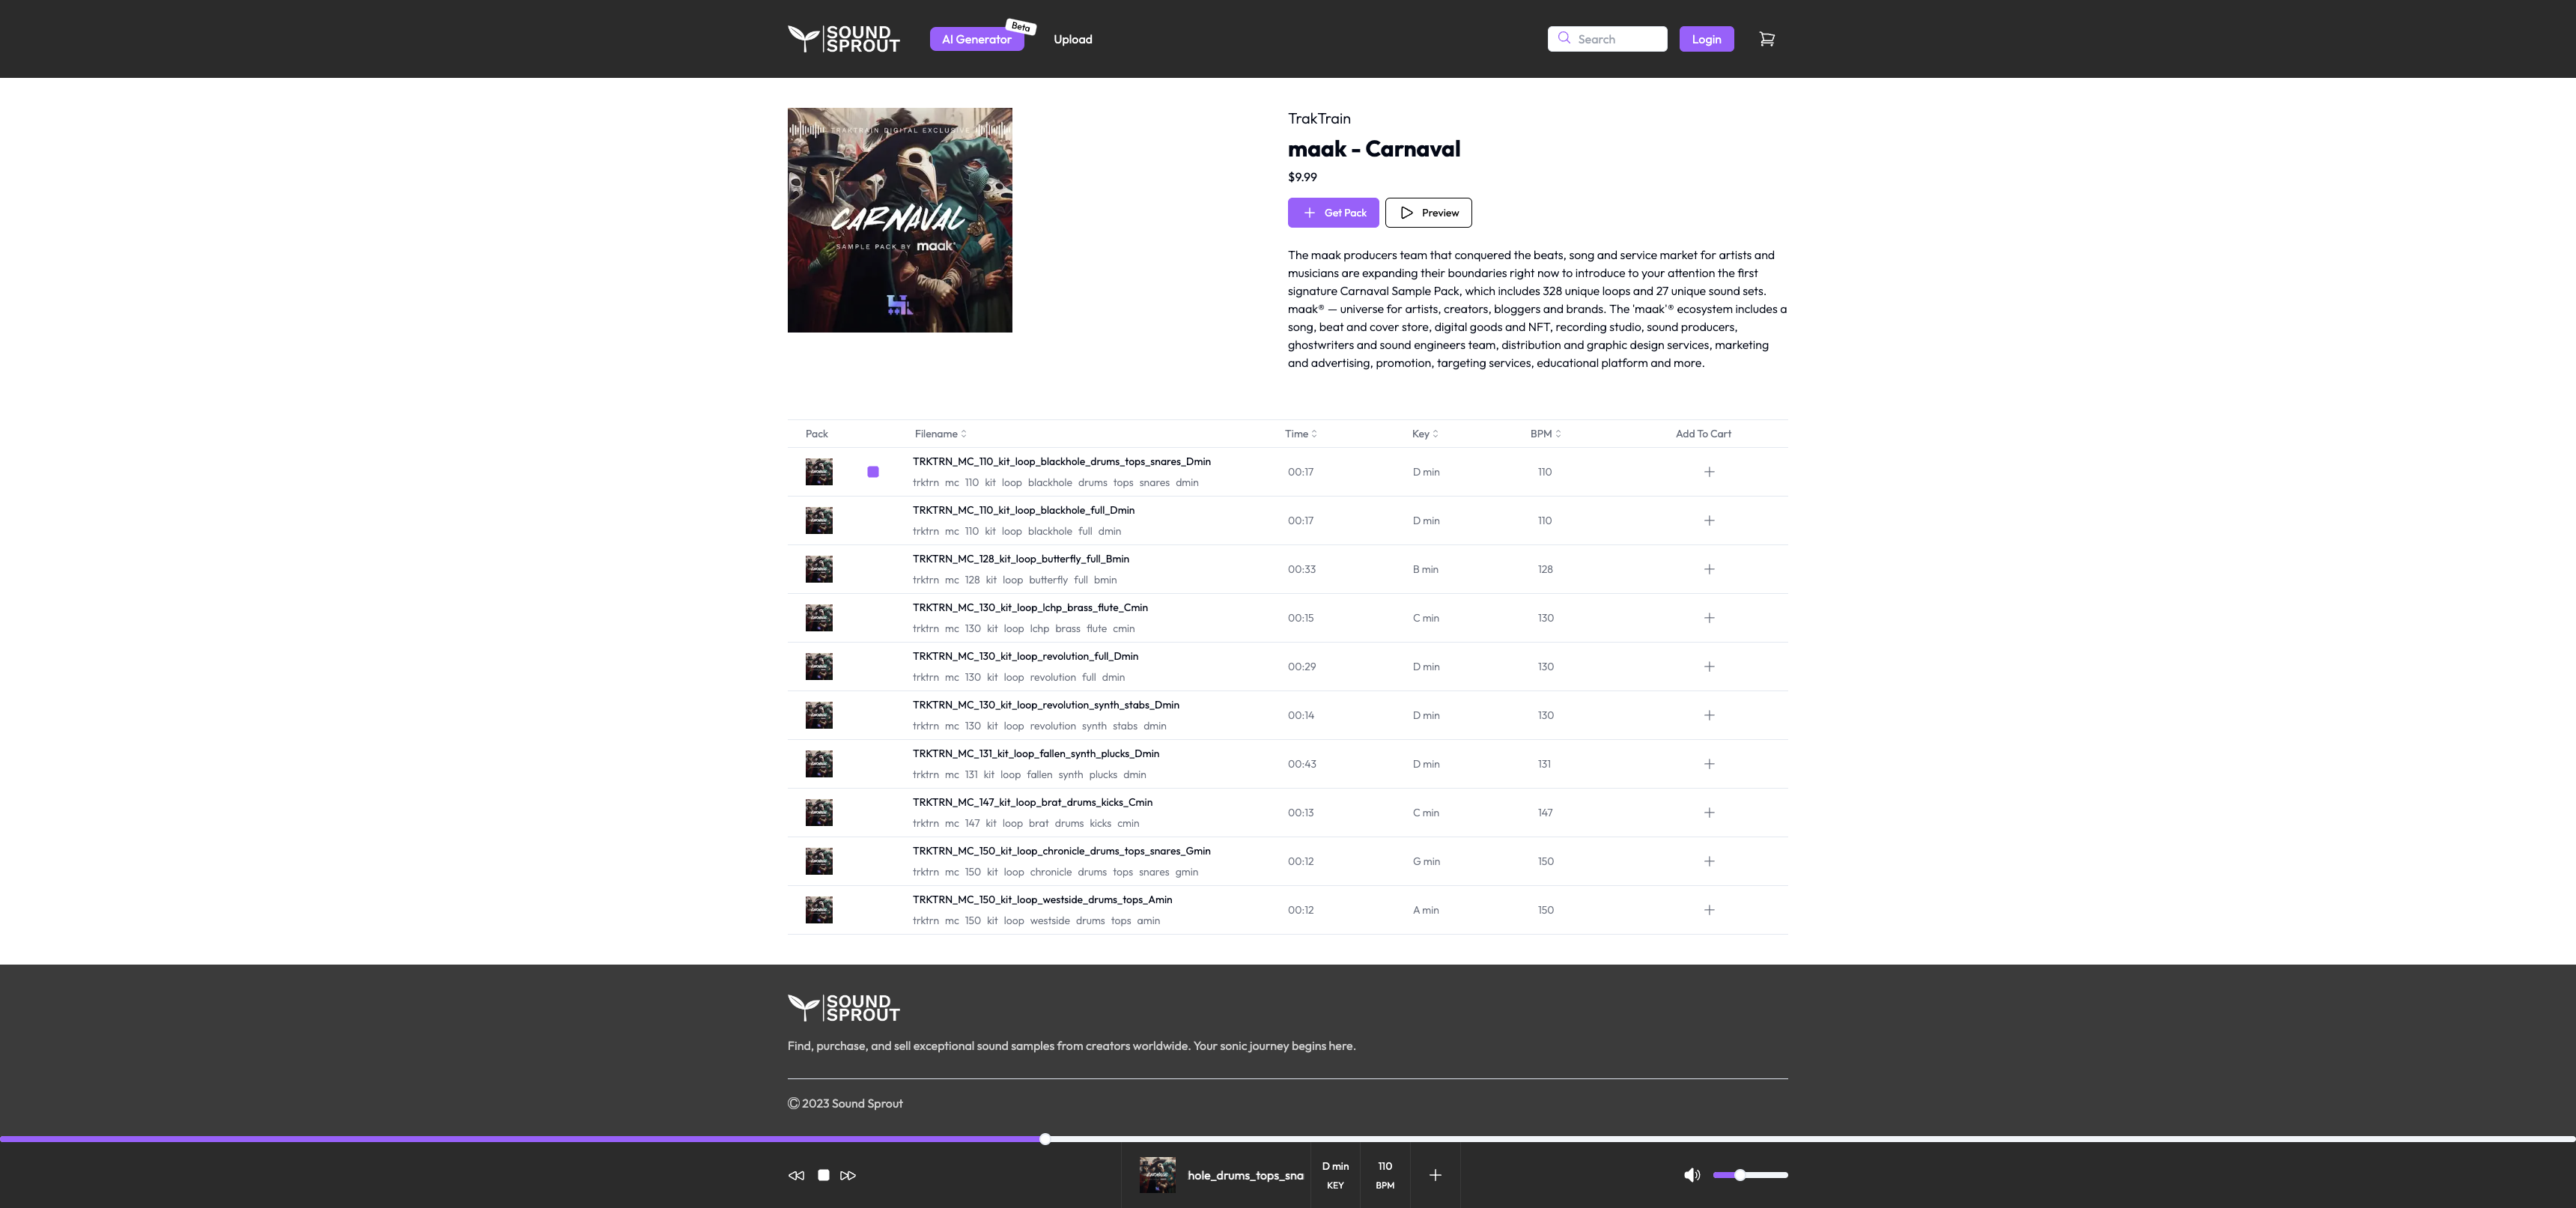 SOUND
SPROUT
AI Generator
Beta
Upload
Search
Login
TRAKTRAIN DIGITAL EXCLUSIVE
CARNAVAL
SAMPLE PACK BY maak®
TrakTrain
maak - Carnaval
$9.99
Get Pack
Preview
The maak producers team that conquered the beats, song and service market for artists and
musicians are expanding their boundaries right now to introduce to your attention the first
signature Carnaval Sample Pack, which includes 328 unique loops and 27 unique sound sets.
maak® — universe for artists, creators, bloggers and brands. The 'maak'® ecosystem includes a
song, beat and cover store, digital goods and NFT, recording studio, sound producers,
ghostwriters and sound engineers team, distribution and graphic design services, marketing
and advertising, promotion, targeting services, educational platform and more.
Pack Filename Time Key BPM Add To Cart
TRKTRN_MC_110_kit_loop_blackhole_drums_tops_snares_Dmin
trktrn mc 110 kit loop blackhole drums tops snares dmin
00:17 D min 110
TRKTRN_MC_110_kit_loop_blackhole_full_Dmin
trktrn mc 110 kit loop blackhole full dmin
00:17 D min 110
TRKTRN_MC_128_kit_loop_butterfly_full_Bmin
trktrn mc 128 kit loop butterfly full bmin
00:33 B min 128
TRKTRN_MC_130_kit_loop_lchp_brass_flute_Cmin
trktrn mc 130 kit loop lchp brass flute cmin
00:15 C min 130
TRKTRN_MC_130_kit_loop_revolution_full_Dmin
trktrn mc 130 kit loop revolution full dmin
00:29 D min 130
TRKTRN_MC_130_kit_loop_revolution_synth_stabs_Dmin
trktrn mc 130 kit loop revolution synth stabs dmin
00:14 D min 130
TRKTRN_MC_131_kit_loop_fallen_synth_plucks_Dmin
trktrn mc 131 kit loop fallen synth plucks dmin
00:43 D min 131
TRKTRN_MC_147_kit_loop_brat_drums_kicks_Cmin
trktrn mc 147 kit loop brat drums kicks cmin
00:13 C min 147
TRKTRN_MC_150_kit_loop_chronicle_drums_tops_snares_Gmin
trktrn mc 150 kit loop chronicle drums tops snares gmin
00:12 G min 150
TRKTRN_MC_150_kit_loop_westside_drums_tops_Amin
trktrn mc 150 kit loop westside drums tops amin
00:12 A min 150
SOUND
SPROUT
Find, purchase, and sell exceptional sound samples from creators worldwide. Your sonic journey begins here.
© 2023 Sound Sprout
hole_drums_tops_sna
D min
KEY
110
BPM